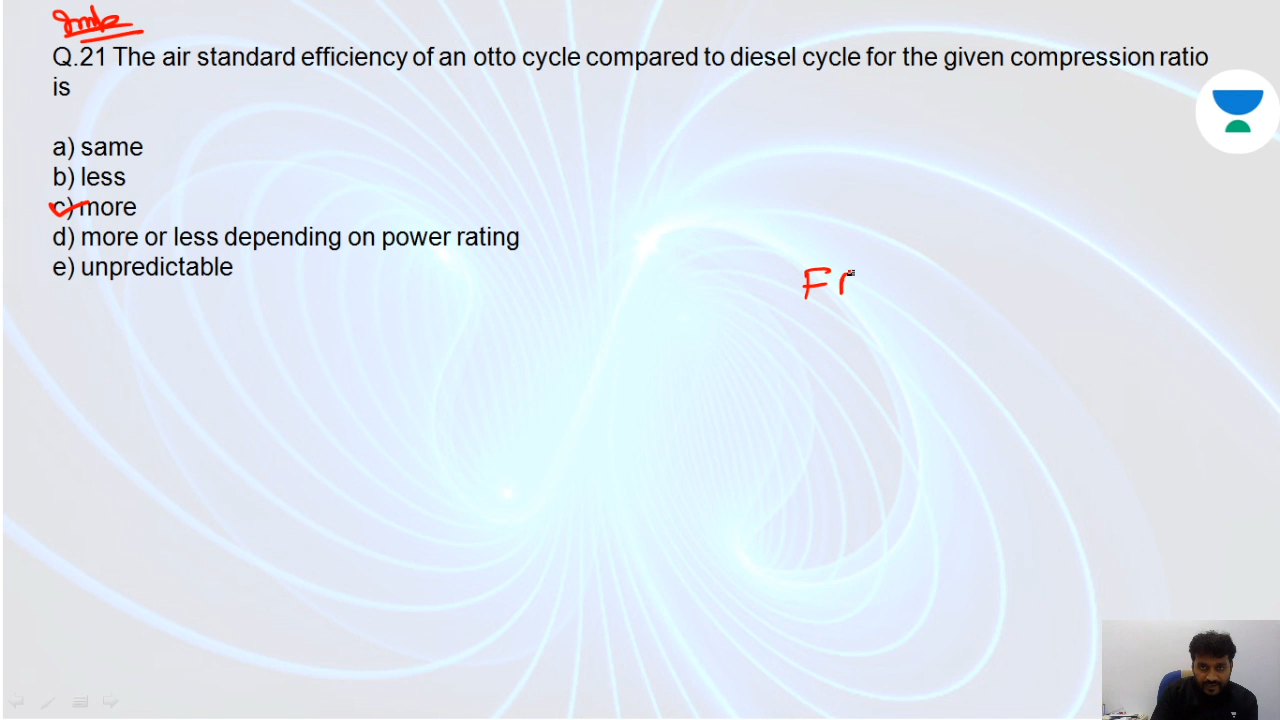 Imp
Q.21 The air standard efficiency of an otto cycle compared to diesel cycle for the given compression ratio
is
a) same
b) less
c) more
d) more or less depending on power rating
e) unpredictable
Fr